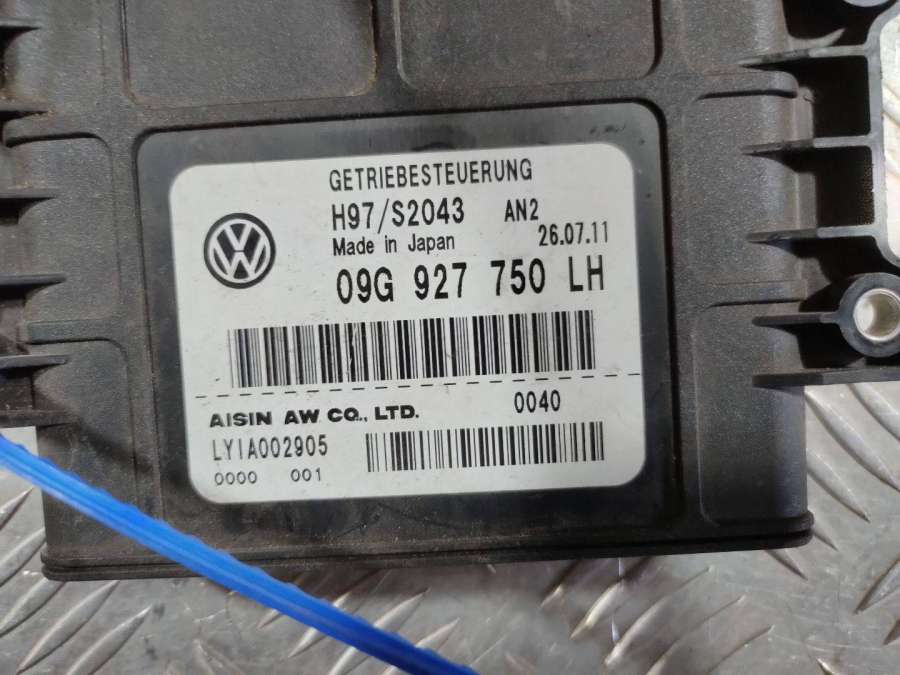 GETRIEBESTEUERUNG
H97/S2043 AN2
Made in Japan 26.07.11
09G 927 750 LH
AISIN AW CO., LTD. 0040
LY1A002905
0000 001